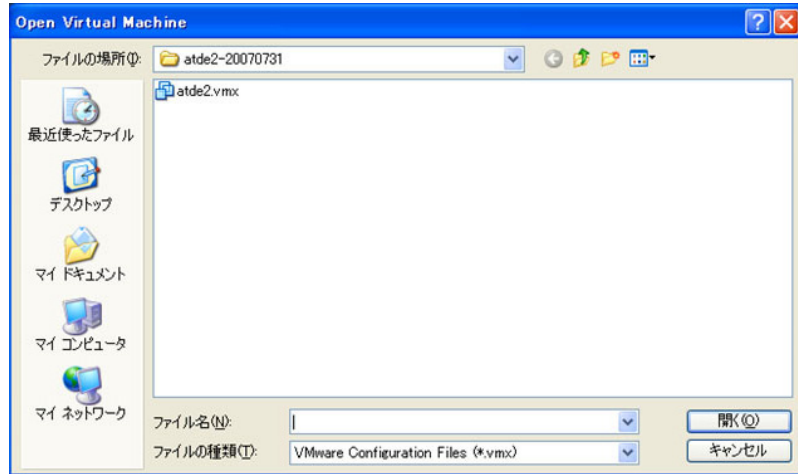 Open Virtual Machine
ファイルの場所(I):
atde2-20070731
atde2.vmx
最近使ったファイル
デスクトップ
マイ ドキュメント
マイ コンピュータ
マイ ネットワーク
ファイル名(N):
開く(O)
ファイルの種類(T):
VMware Configuration Files (*.vmx)
キャンセル